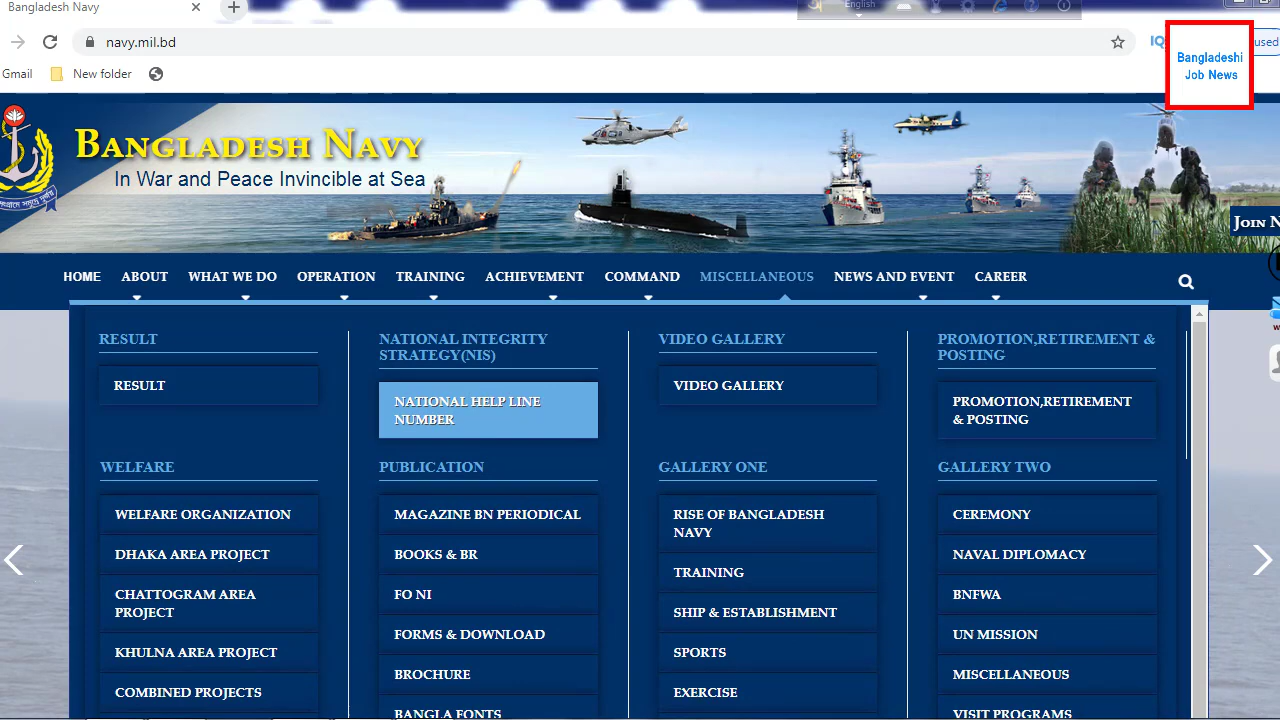 Bangladesh Navy
English
navy.mil.bd
IQ
used
Gmail
New folder
Bangladeshi
Job News
BANGLADESH NAVY
In War and Peace Invincible at Sea
JOIN N
HOME
ABOUT
WHAT WE DO
OPERATION
TRAINING
ACHIEVEMENT
COMMAND
MISCELLANEOUS
NEWS AND EVENT
CAREER
RESULT
RESULT
NATIONAL INTEGRITY
STRATEGY(NIS)
NATIONAL HELP LINE
NUMBER
VIDEO GALLERY
VIDEO GALLERY
PROMOTION,RETIREMENT &
POSTING
PROMOTION,RETIREMENT
& POSTING
WELFARE
WELFARE ORGANIZATION
DHAKA AREA PROJECT
CHATTOGRAM AREA
PROJECT
KHULNA AREA PROJECT
COMBINED PROJECTS
PUBLICATION
MAGAZINE BN PERIODICAL
BOOKS & BR
FO NI
FORMS & DOWNLOAD
BROCHURE
BANGLA FONTS
GALLERY ONE
RISE OF BANGLADESH
NAVY
TRAINING
SHIP & ESTABLISHMENT
SPORTS
EXERCISE
GALLERY TWO
CEREMONY
NAVAL DIPLOMACY
BNFWA
UN MISSION
MISCELLANEOUS
VISIT PROGRAMS